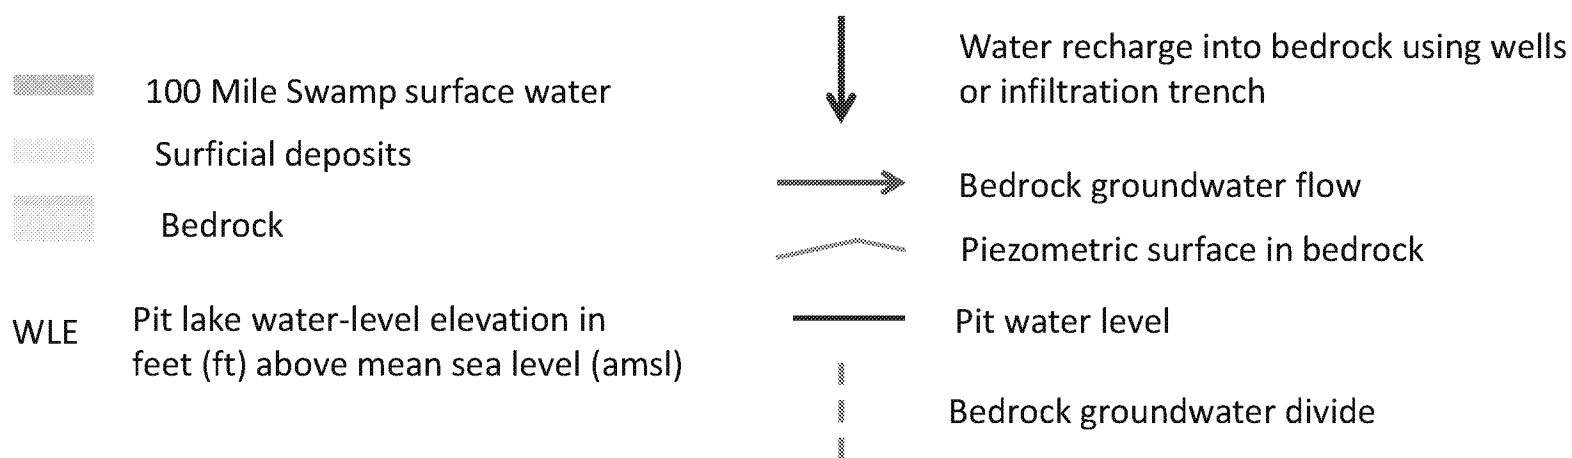 100 Mile Swamp surface water
Surficial deposits
Bedrock
WLE Pit lake water-level elevation in
feet (ft) above mean sea level (amsl)
Water recharge into bedrock using wells
or infiltration trench
Bedrock groundwater flow
Piezometric surface in bedrock
Pit water level
Bedrock groundwater divide